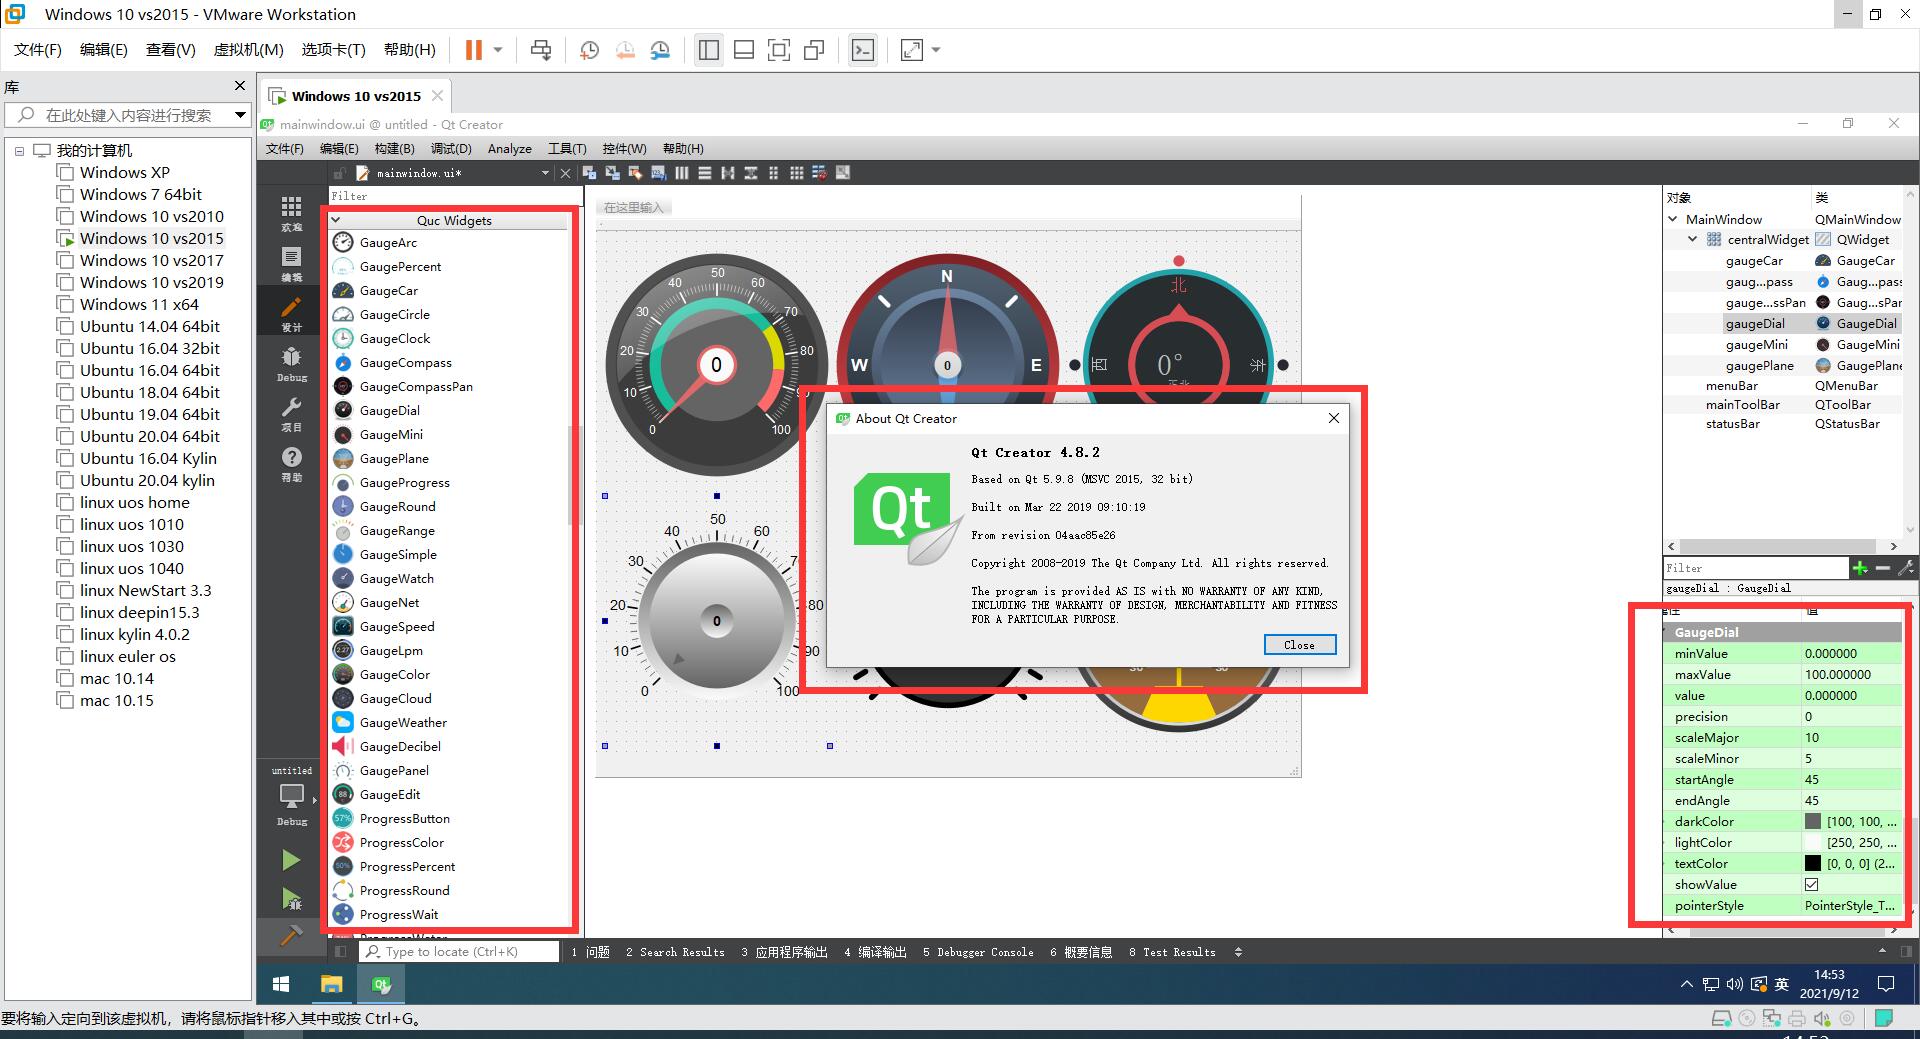 Windows 10 vs2015 - VMware Workstation
文件(F) 编辑(E) 查看(V) 虚拟机(M) 选项卡(T) 帮助(H)
库
在此处键入内容进行搜索
我的计算机
Windows XP
Windows 7 64bit
Windows 10 vs2010
Windows 10 vs2015
Windows 10 vs2017
Windows 10 vs2019
Windows 11 x64
Ubuntu 14.04 64bit
Ubuntu 16.04 32bit
Ubuntu 16.04 64bit
Ubuntu 18.04 64bit
Ubuntu 19.04 64bit
Ubuntu 20.04 64bit
Ubuntu 16.04 Kylin
Ubuntu 20.04 kylin
linux uos home
linux uos 1010
linux uos 1030
linux uos 1040
linux NewStart 3.3
linux deepin15.3
linux kylin 4.0.2
linux euler os
mac 10.14
mac 10.15
Windows 10 vs2015
mainwindow.ui @ untitled - Qt Creator
文件(F) 编辑(E) 构建(B) 调试(D) Analyze 工具(T) 控件(W) 帮助(H)
mainwindow.ui*
欢迎
编辑
设计
Debug
项目
帮助
untitled
Debug
Filter
Quc Widgets
GaugeArc
GaugePercent
GaugeCar
GaugeCircle
GaugeClock
GaugeCompass
GaugeCompassPan
GaugeDial
GaugeMini
GaugePlane
GaugeProgress
GaugeRound
GaugeRange
GaugeSimple
GaugeWatch
GaugeNet
GaugeSpeed
GaugeLpm
GaugeColor
GaugeCloud
GaugeWeather
GaugeDecibel
GaugePanel
GaugeEdit
ProgressButton
ProgressColor
ProgressPercent
ProgressRound
ProgressWait
在这里输入
0 10 20 30 40 50 60 70 80 100
0
N
W E
0
北
0°
0 10 20 30 40 50 60 80 90 100
0
About Qt Creator
Qt Creator 4.8.2
Based on Qt 5.9.8 (MSVC 2015, 32 bit)
Built on Mar 22 2019 09:10:19
From revision 04aac85e26
Copyright 2008-2019 The Qt Company Ltd. All rights reserved.
The program is provided AS IS with NO WARRANTY OF ANY KIND,
INCLUDING THE WARRANTY OF DESIGN, MERCHANTABILITY AND FITNESS
FOR A PARTICULAR PURPOSE.
Close
Qt
对象 类
MainWindow QMainWindow
centralWidget QWidget
gaugeCar GaugeCar
gaug...pass Gaug...pass
gauge...ssPan Gaug...sPan
gaugeDial GaugeDial
gaugeMini GaugeMini
gaugePlane GaugePlane
menuBar QMenuBar
mainToolBar QToolBar
statusBar QStatusBar
Filter
gaugeDial : GaugeDial
GaugeDial
minValue 0.000000
maxValue 100.000000
value 0.000000
precision 0
scaleMajor 10
scaleMinor 5
startAngle 45
endAngle 45
darkColor [100, 100, ...
lightColor [250, 250, ...
textColor [0, 0, 0] (2...
showValue
pointerStyle PointerStyle_T...
Type to locate (Ctrl+K) 1 问题 2 Search Results 3 应用程序输出 4 编译输出 5 Debugger Console 6 概要信息 8 Test Results
英 14:53
2021/9/12
要将输入定向到该虚拟机，请将鼠标指针移入其中或按 Ctrl+G。